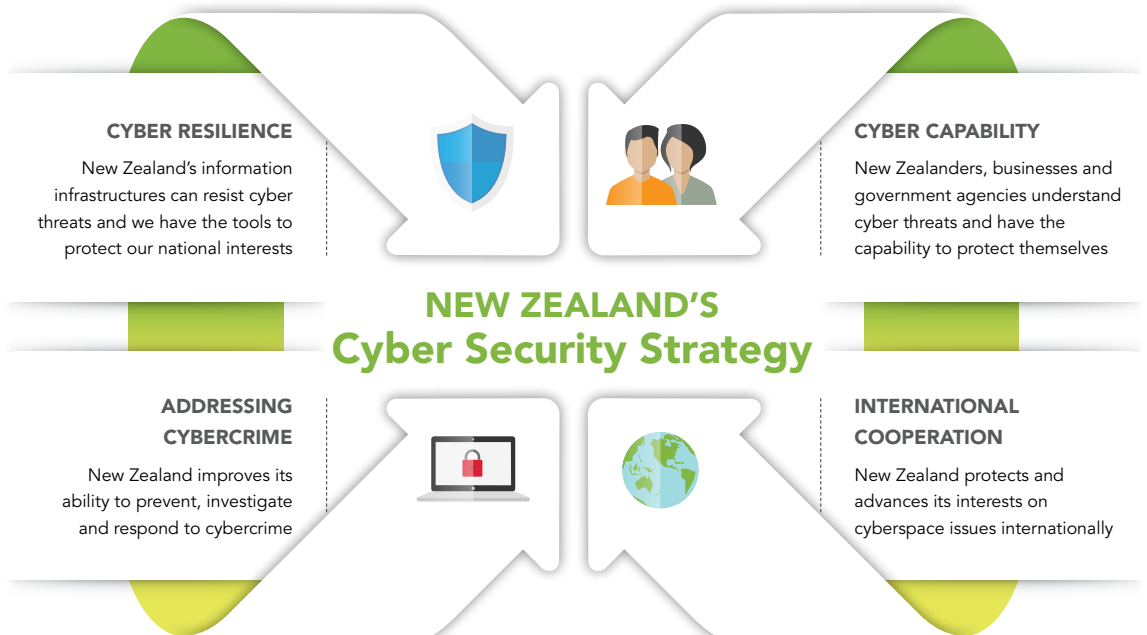 CYBER RESILIENCE
New Zealand’s information
infrastructures can resist cyber
threats and we have the tools to
protect our national interests
CYBER CAPABILITY
New Zealanders, businesses and
government agencies understand
cyber threats and have the
capability to protect themselves
NEW ZEALAND’S
Cyber Security Strategy
ADDRESSING
CYBERCRIME
New Zealand improves its
ability to prevent, investigate
and respond to cybercrime
INTERNATIONAL
COOPERATION
New Zealand protects and
advances its interests on
cyberspace issues internationally